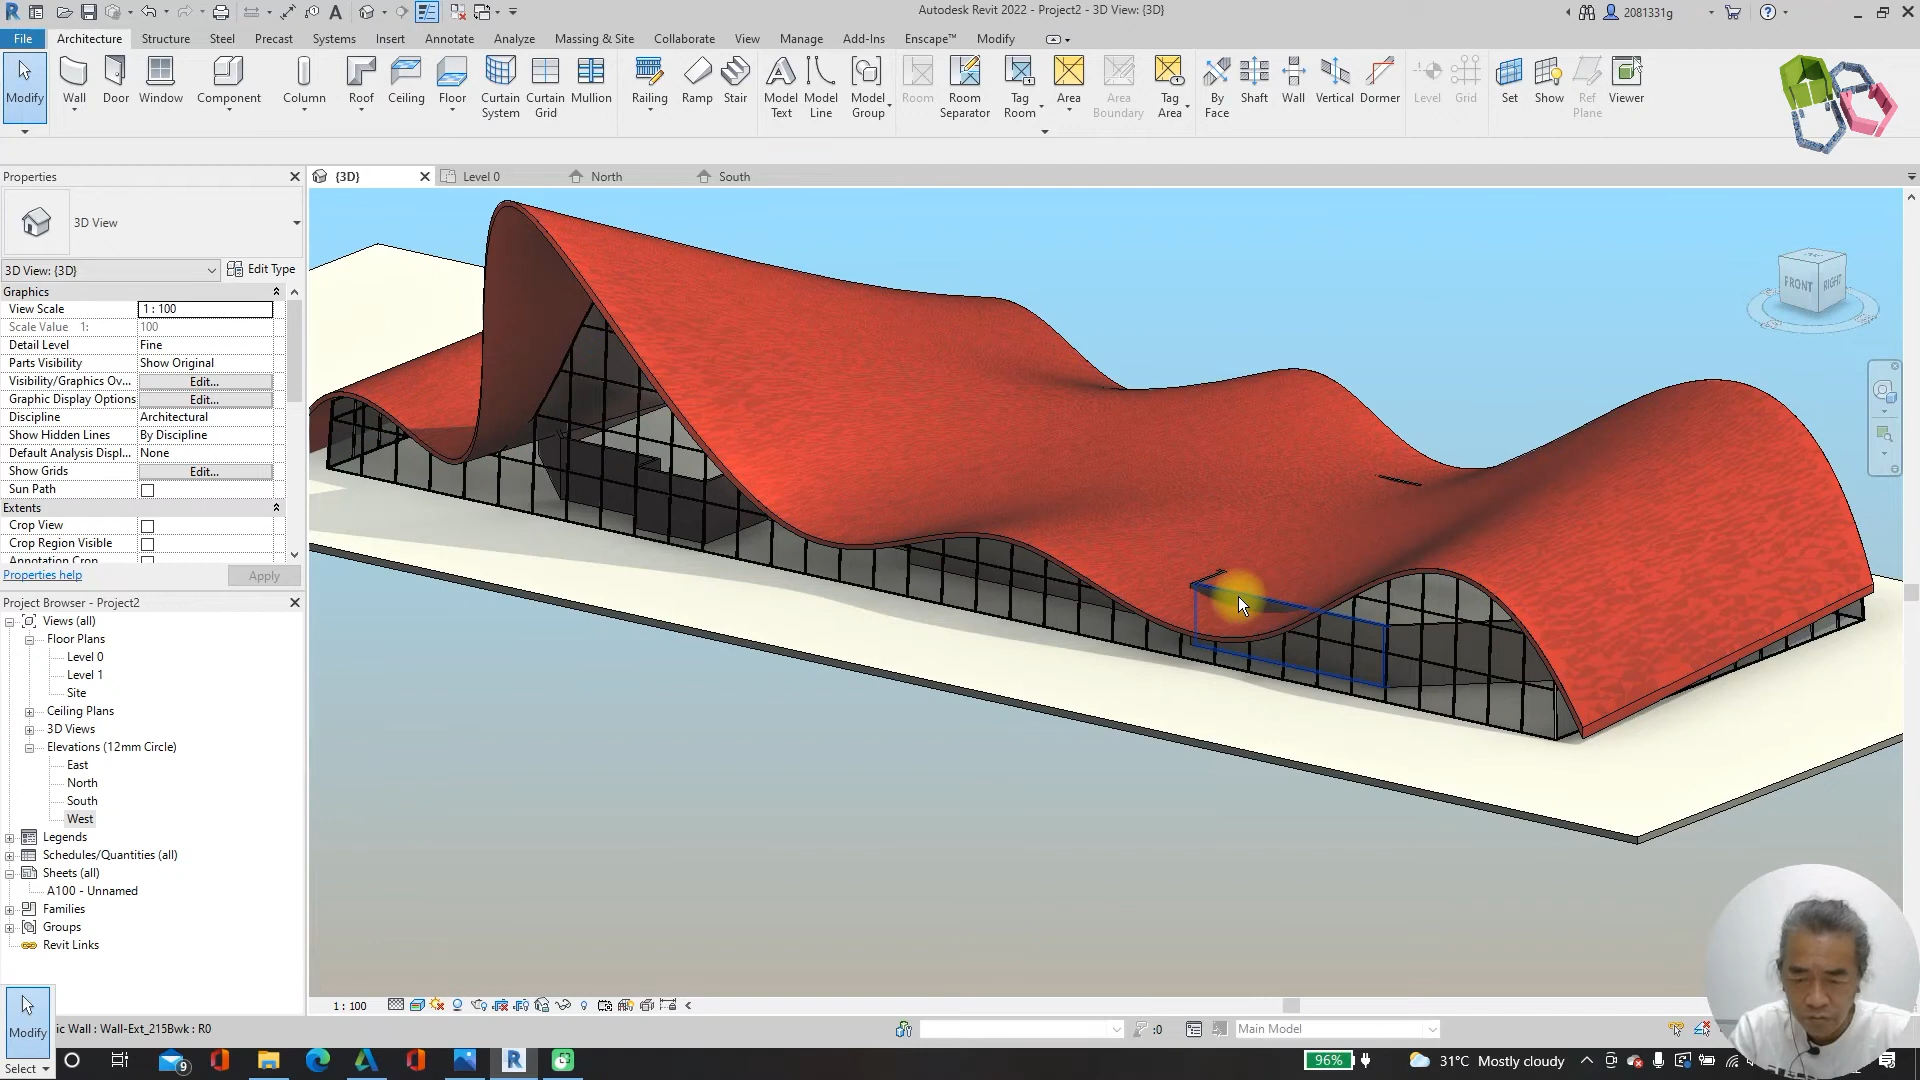 Autodesk Revit 2022 - Project2 - 3D View: {3D}
2081331g
File Architecture Structure Steel Precast Systems Insert Annotate Analyze Massing & Site Collaborate View Manage Add-Ins Enscape™ Modify
Modify Wall Door Window Component Column Roof Ceiling Floor Curtain System Curtain Grid Mullion Railing Ramp Stair Model Text Model Line Model Group Room Room Separator Tag Room Area Area Boundary Tag Area By Face Shaft Wall Vertical Dormer Level Grid Set Show Ref Plane Viewer
Properties
{3D} Level 0 North South
3D View
3D View: {3D} Edit Type
Graphics
View Scale 1 : 100
Scale Value 1: 100
Detail Level Fine
Parts Visibility Show Original
Visibility/Graphics Ov... Edit...
Graphic Display Options Edit...
Discipline Architectural
Show Hidden Lines By Discipline
Default Analysis Displ... None
Show Grids Edit...
Sun Path
Extents
Crop View
Crop Region Visible
Annotation Crop
Properties help Apply
Project Browser - Project2
Views (all)
Floor Plans
Level 0
Level 1
Site
Ceiling Plans
3D Views
Elevations (12mm Circle)
East
North
South
West
Legends
Schedules/Quantities (all)
Sheets (all)
A100 - Unnamed
Families
Groups
Revit Links
FRONT RIGHT
1 : 100
Modify
Select
ic Wall : Wall-Ext_215Bwk : R0
:0 Main Model
9
96% 31°C Mostly cloudy